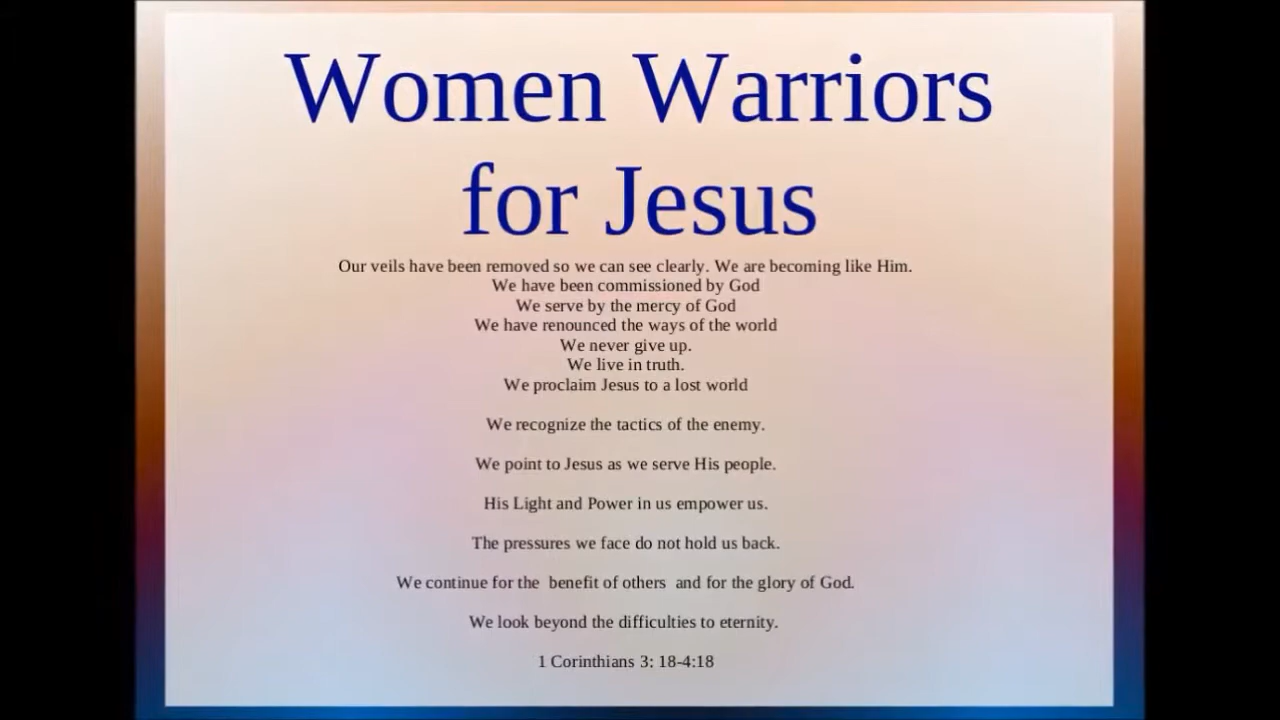 Women Warriors
for Jesus
Our veils have been removed so we can see clearly. We are becoming like Him.
We have been commissioned by God
We serve by the mercy of God
We have renounced the ways of the world
We never give up.
We live in truth.
We proclaim Jesus to a lost world
We recognize the tactics of the enemy.
We point to Jesus as we serve His people.
His Light and Power in us empower us.
The pressures we face do not hold us back.
We continue for the  benefit of others  and for the glory of God.
We look beyond the difficulties to eternity.
1 Corinthians 3: 18-4:18